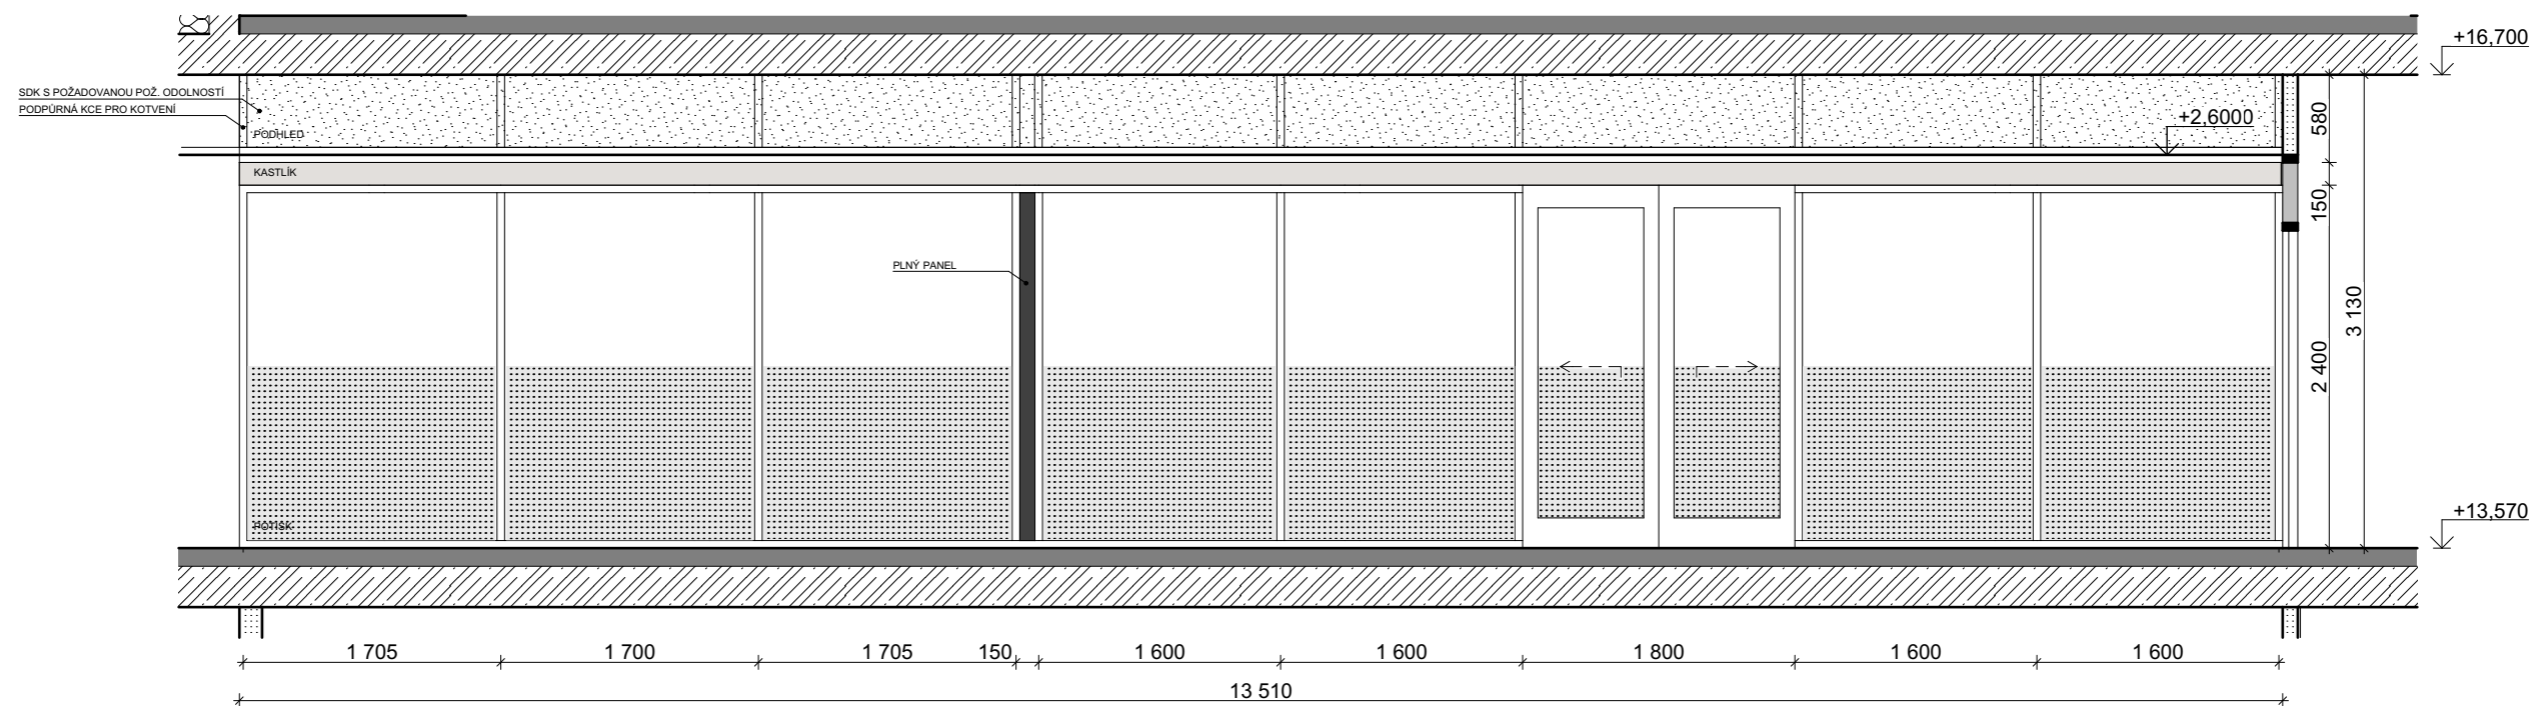 +16,700
SDK S POŽADOVANOU POŽ. ODOLNOSTÍ
PODPŮRNÁ KCE PRO KOTVENÍ
PODHLED
+2,6000
580
KASTLÍK
150
PLNÝ PANEL
3 130
2 400
+13,570
POTISK
1 705
1 700
1 705
150
1 600
1 600
1 800
1 600
1 600
13 510